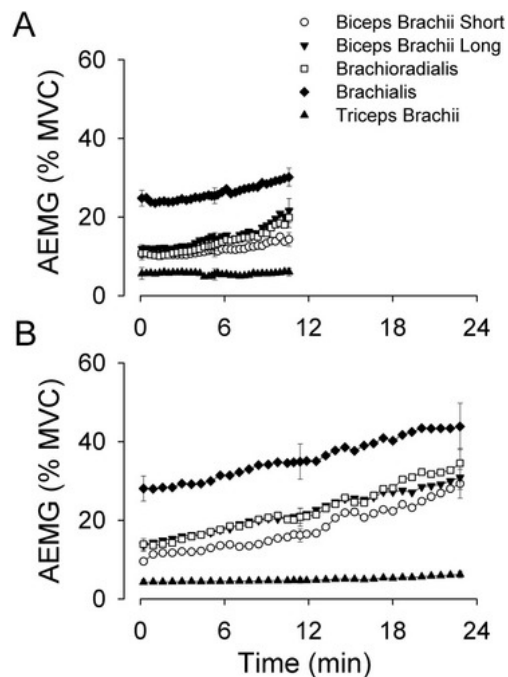 A
Biceps Brachii Short
Biceps Brachii Long
Brachioradialis
Brachialis
Triceps Brachii
AEMG (% MVC)
60
40
20
0
0 6 12 18 24
B
AEMG (% MVC)
60
40
20
0
0 6 12 18 24
Time (min)